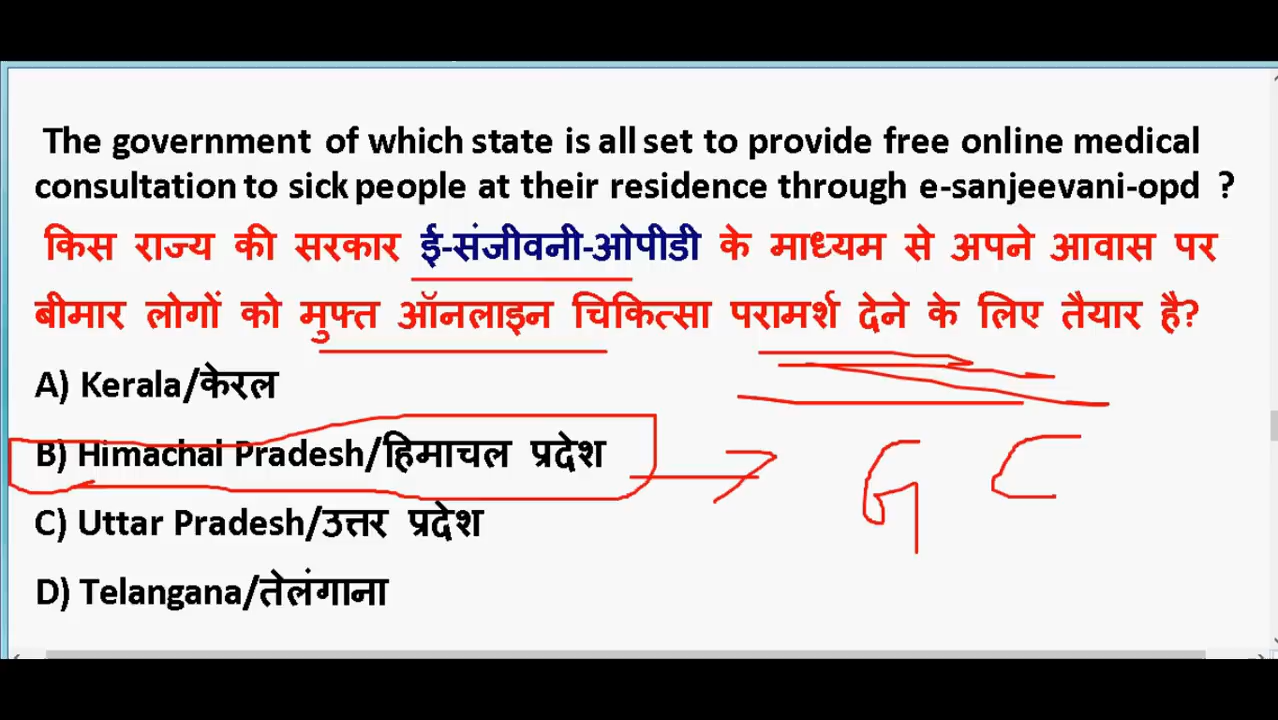 The government of which state is all set to provide free online medical
consultation to sick people at their residence through e-sanjeevani-opd ?
किस राज्य की सरकार ई-संजीवनी-ओपीडी के माध्यम से अपने आवास पर
बीमार लोगों को मुफ्त ऑनलाइन चिकित्सा परामर्श देने के लिए तैयार है?
A) Kerala/केरल
B) Himachal Pradesh/हिमाचल प्रदेश
G C
C) Uttar Pradesh/उत्तर प्रदेश
D) Telangana/तेलंगाना